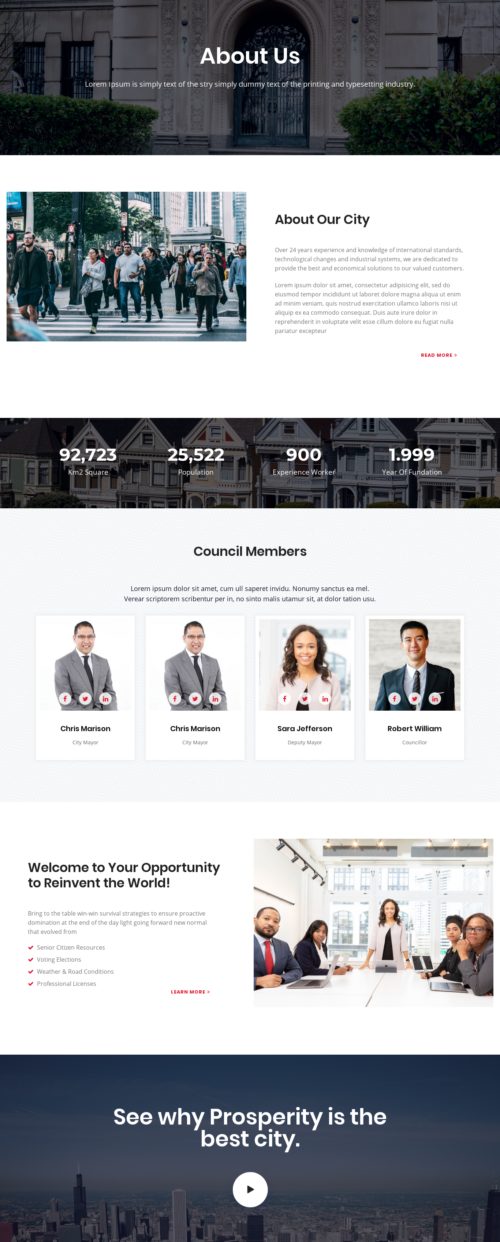 About Us
Lorem Ipsum is simply text of the stry simply dummy text of the printing and typesetting industry.
About Our City
Over 24 years experience and knowledge of international standards,
technological changes and industrial systems, we are dedicated to
provide the best and economical solutions to our valued customers.
Lorem ipsum dolor sit amet, consectetur adipisicing elit, sed do
eiusmod tempor incididunt ut laboret dolore magna aliqua ut enim
ad minim veniam, quis nostrud exercitation ullamco laboris nisi ut
aliquip ex ea commodo consequat. Duis aute irure dolor in
reprehenderit in voluptate velit esse cillum dolore eu fugiat nulla
pariatur excepteur
READ MORE >
92,723
25,522
900
1.999
Km2 Square
Population
Experience Worker
Year Of Fundation
Council Members
Lorem ipsum dolor sit amet, cum ull saperet invidu. Nonumy sanctus ea mel.
Verear scriptorem scribentur per in, no sinto malis utamur sit, at dolor tation usu.
Chris Marison
City Mayor
Chris Marison
City Mayor
Sara Jefferson
Deputy Mayor
Robert William
Councillor
Welcome to Your Opportunity
to Reinvent the World!
Bring to the table win-win survival strategies to ensure proactive
domination at the end of the day light going forward new normal
that evolved from
Senior Citizen Resources
Voting Elections
Weather & Road Conditions
Professional Licenses
LEARN MORE >
See why Prosperity is the
best city.